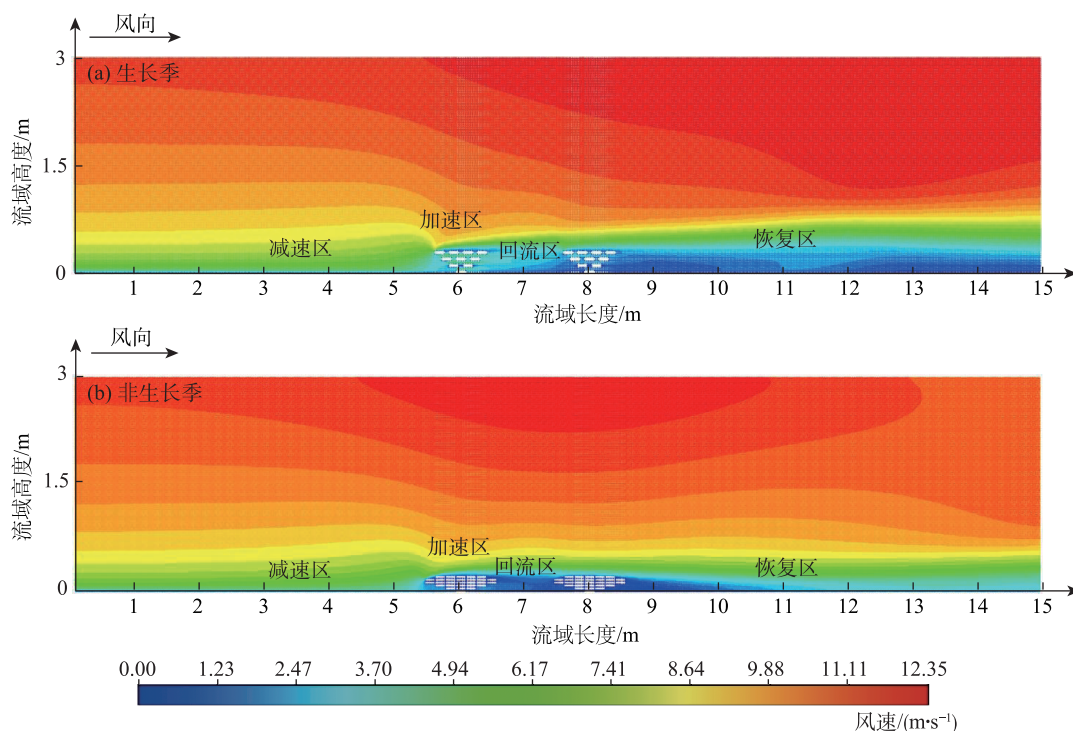 风向
(a) 生长季
3
1.5
0
流域高度/m
减速区
加速区
回流区
恢复区
1 2 3 4 5 6 7 8 9 10 11 12 13 14 15
流域长度/m
风向
(b) 非生长季
3
1.5
0
流域高度/m
减速区
加速区
回流区
恢复区
1 2 3 4 5 6 7 8 9 10 11 12 13 14 15
流域长度/m
0.00 1.23 2.47 3.70 4.94 6.17 7.41 8.64 9.88 11.11 12.35
风速/(m·s⁻¹)